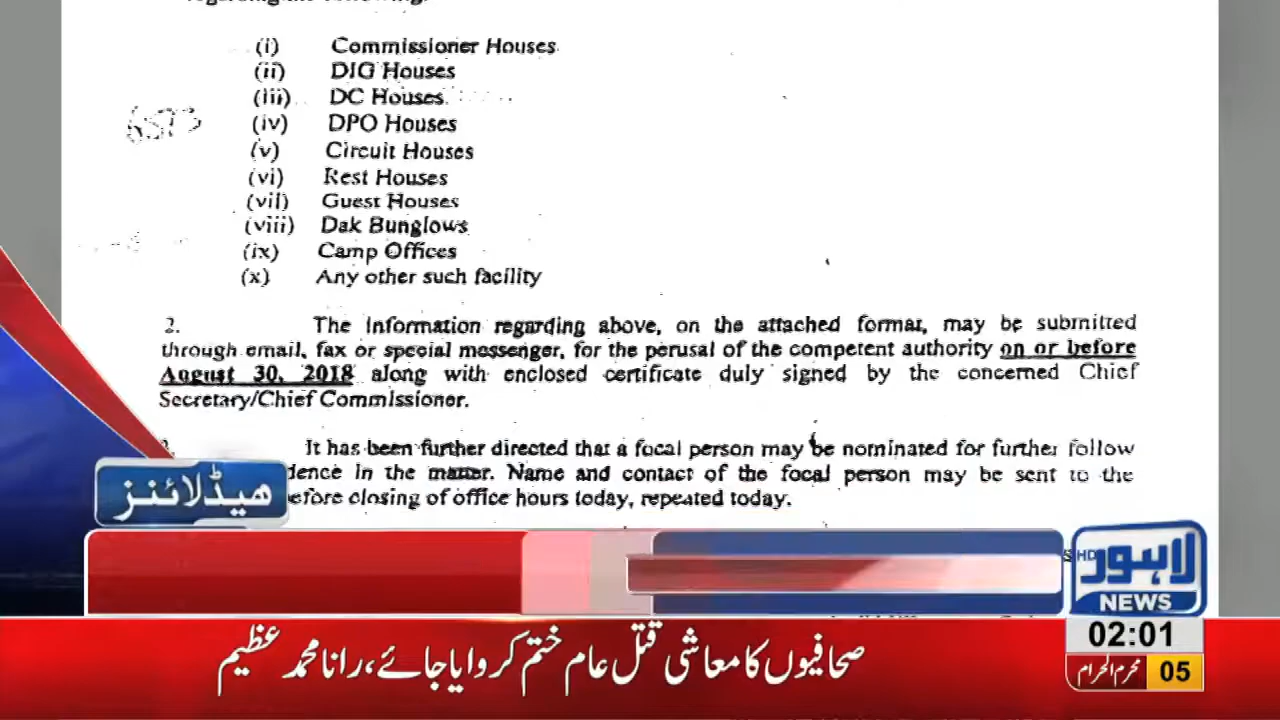 regarding the following:
(i) Commissioner Houses
(ii) DIG Houses
(iii) DC Houses
(iv) DPO Houses
(v) Circuit Houses
(vi) Rest Houses
(vii) Guest Houses
(viii) Dak Bunglows
(ix) Camp Offices
(x) Any other such facility
2. The Information regarding above, on the attached format, may be submitted
through email, fax or special messenger, for the perusal of the competent authority on or before
August 30, 2018 along with enclosed certificate duly signed by the concerned Chief
Secretary/Chief Commissioner.
It has been further directed that a focal person may be nominated for further follow
dence in the matter. Name and contact of the focal person may be sent to the
efore closing of office hours today, repeated today.
ہیڈلائنز
HD
لاہور
NEWS
02:01
صحافیوں کا معاشی قتل عام ختم کروایا جائے، رانا محمد عظیم
محرم الحرام 05